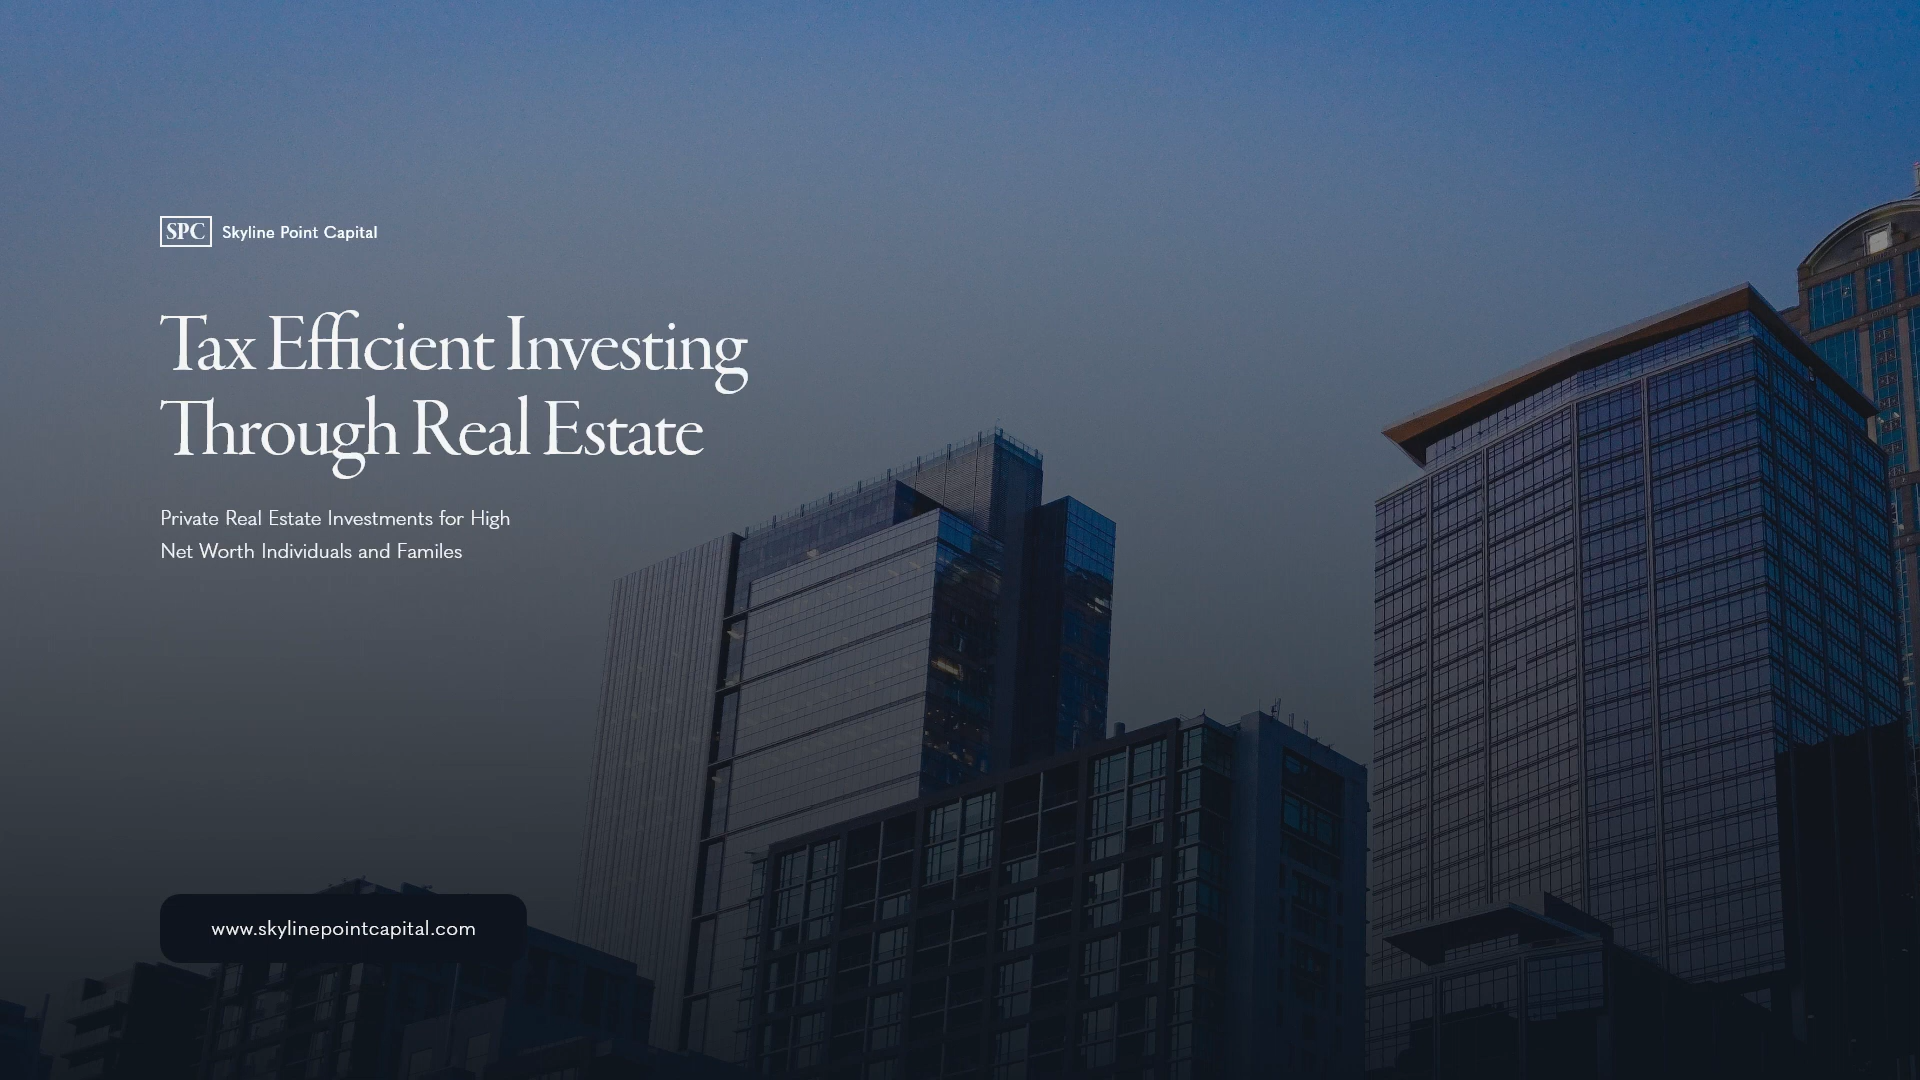 SPC Skyline Point Capital
Tax Efficient Investing
Through Real Estate
Private Real Estate Investments for High
Net Worth Individuals and Familes
www.skylinepointcapital.com